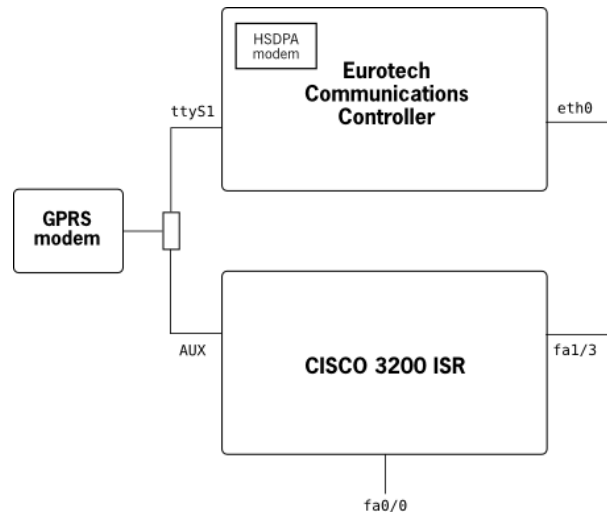 HSDPA
modem
Eurotech
Communications
Controller
ttyS1
eth0
GPRS
modem
AUX
CISCO 3200 ISR
fa1/3
fa0/0